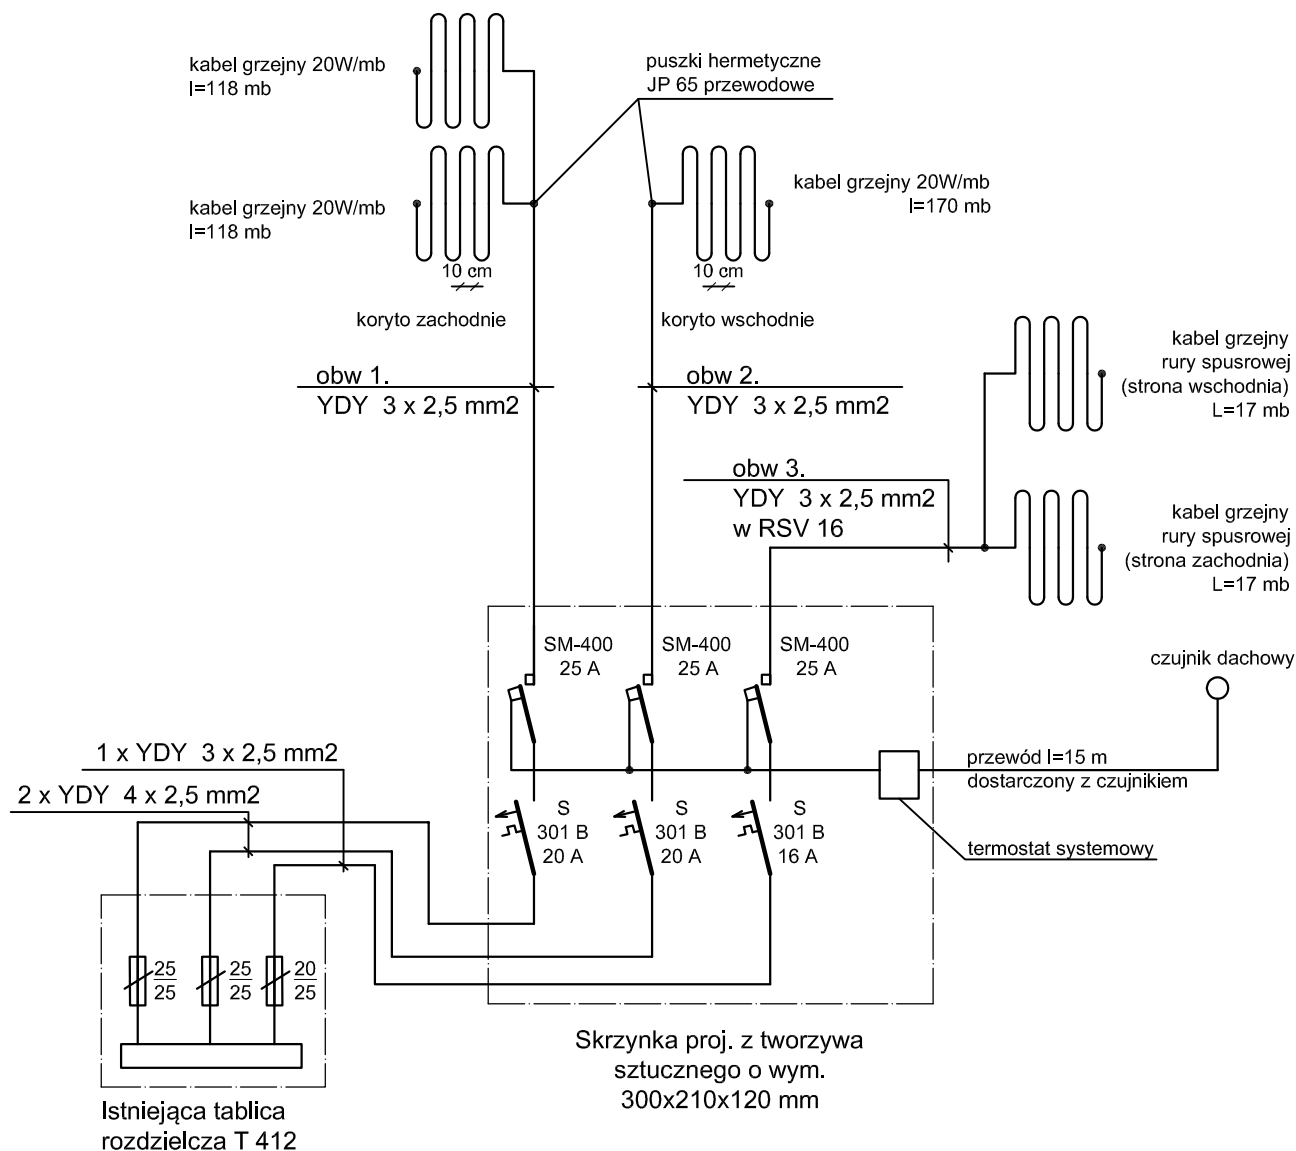 kabel grzejny 20W/mb
l=118 mb
puszki hermetyczne
JP 65 przewodowe
kabel grzejny 20W/mb
l=118 mb
kabel grzejny 20W/mb
l=170 mb
10 cm
10 cm
koryto zachodnie
koryto wschodnie
kabel grzejny
rury spusrowej
(strona wschodnia)
L=17 mb
obw 1.
YDY 3 x 2,5 mm2
obw 2.
YDY 3 x 2,5 mm2
obw 3.
YDY 3 x 2,5 mm2
w RSV 16
kabel grzejny
rury spusrowej
(strona zachodnia)
L=17 mb
SM-400
25 A
SM-400
25 A
SM-400
25 A
czujnik dachowy
przewód l=15 m
dostarczony z czujnikiem
1 x YDY 3 x 2,5 mm2
2 x YDY 4 x 2,5 mm2
S
301 B
20 A
S
301 B
20 A
S
301 B
16 A
termostat systemowy
25
25
25
25
20
25
Skrzynka proj. z tworzywa
sztucznego o wym.
300x210x120 mm
Istniejąca tablica
rozdzielcza T 412